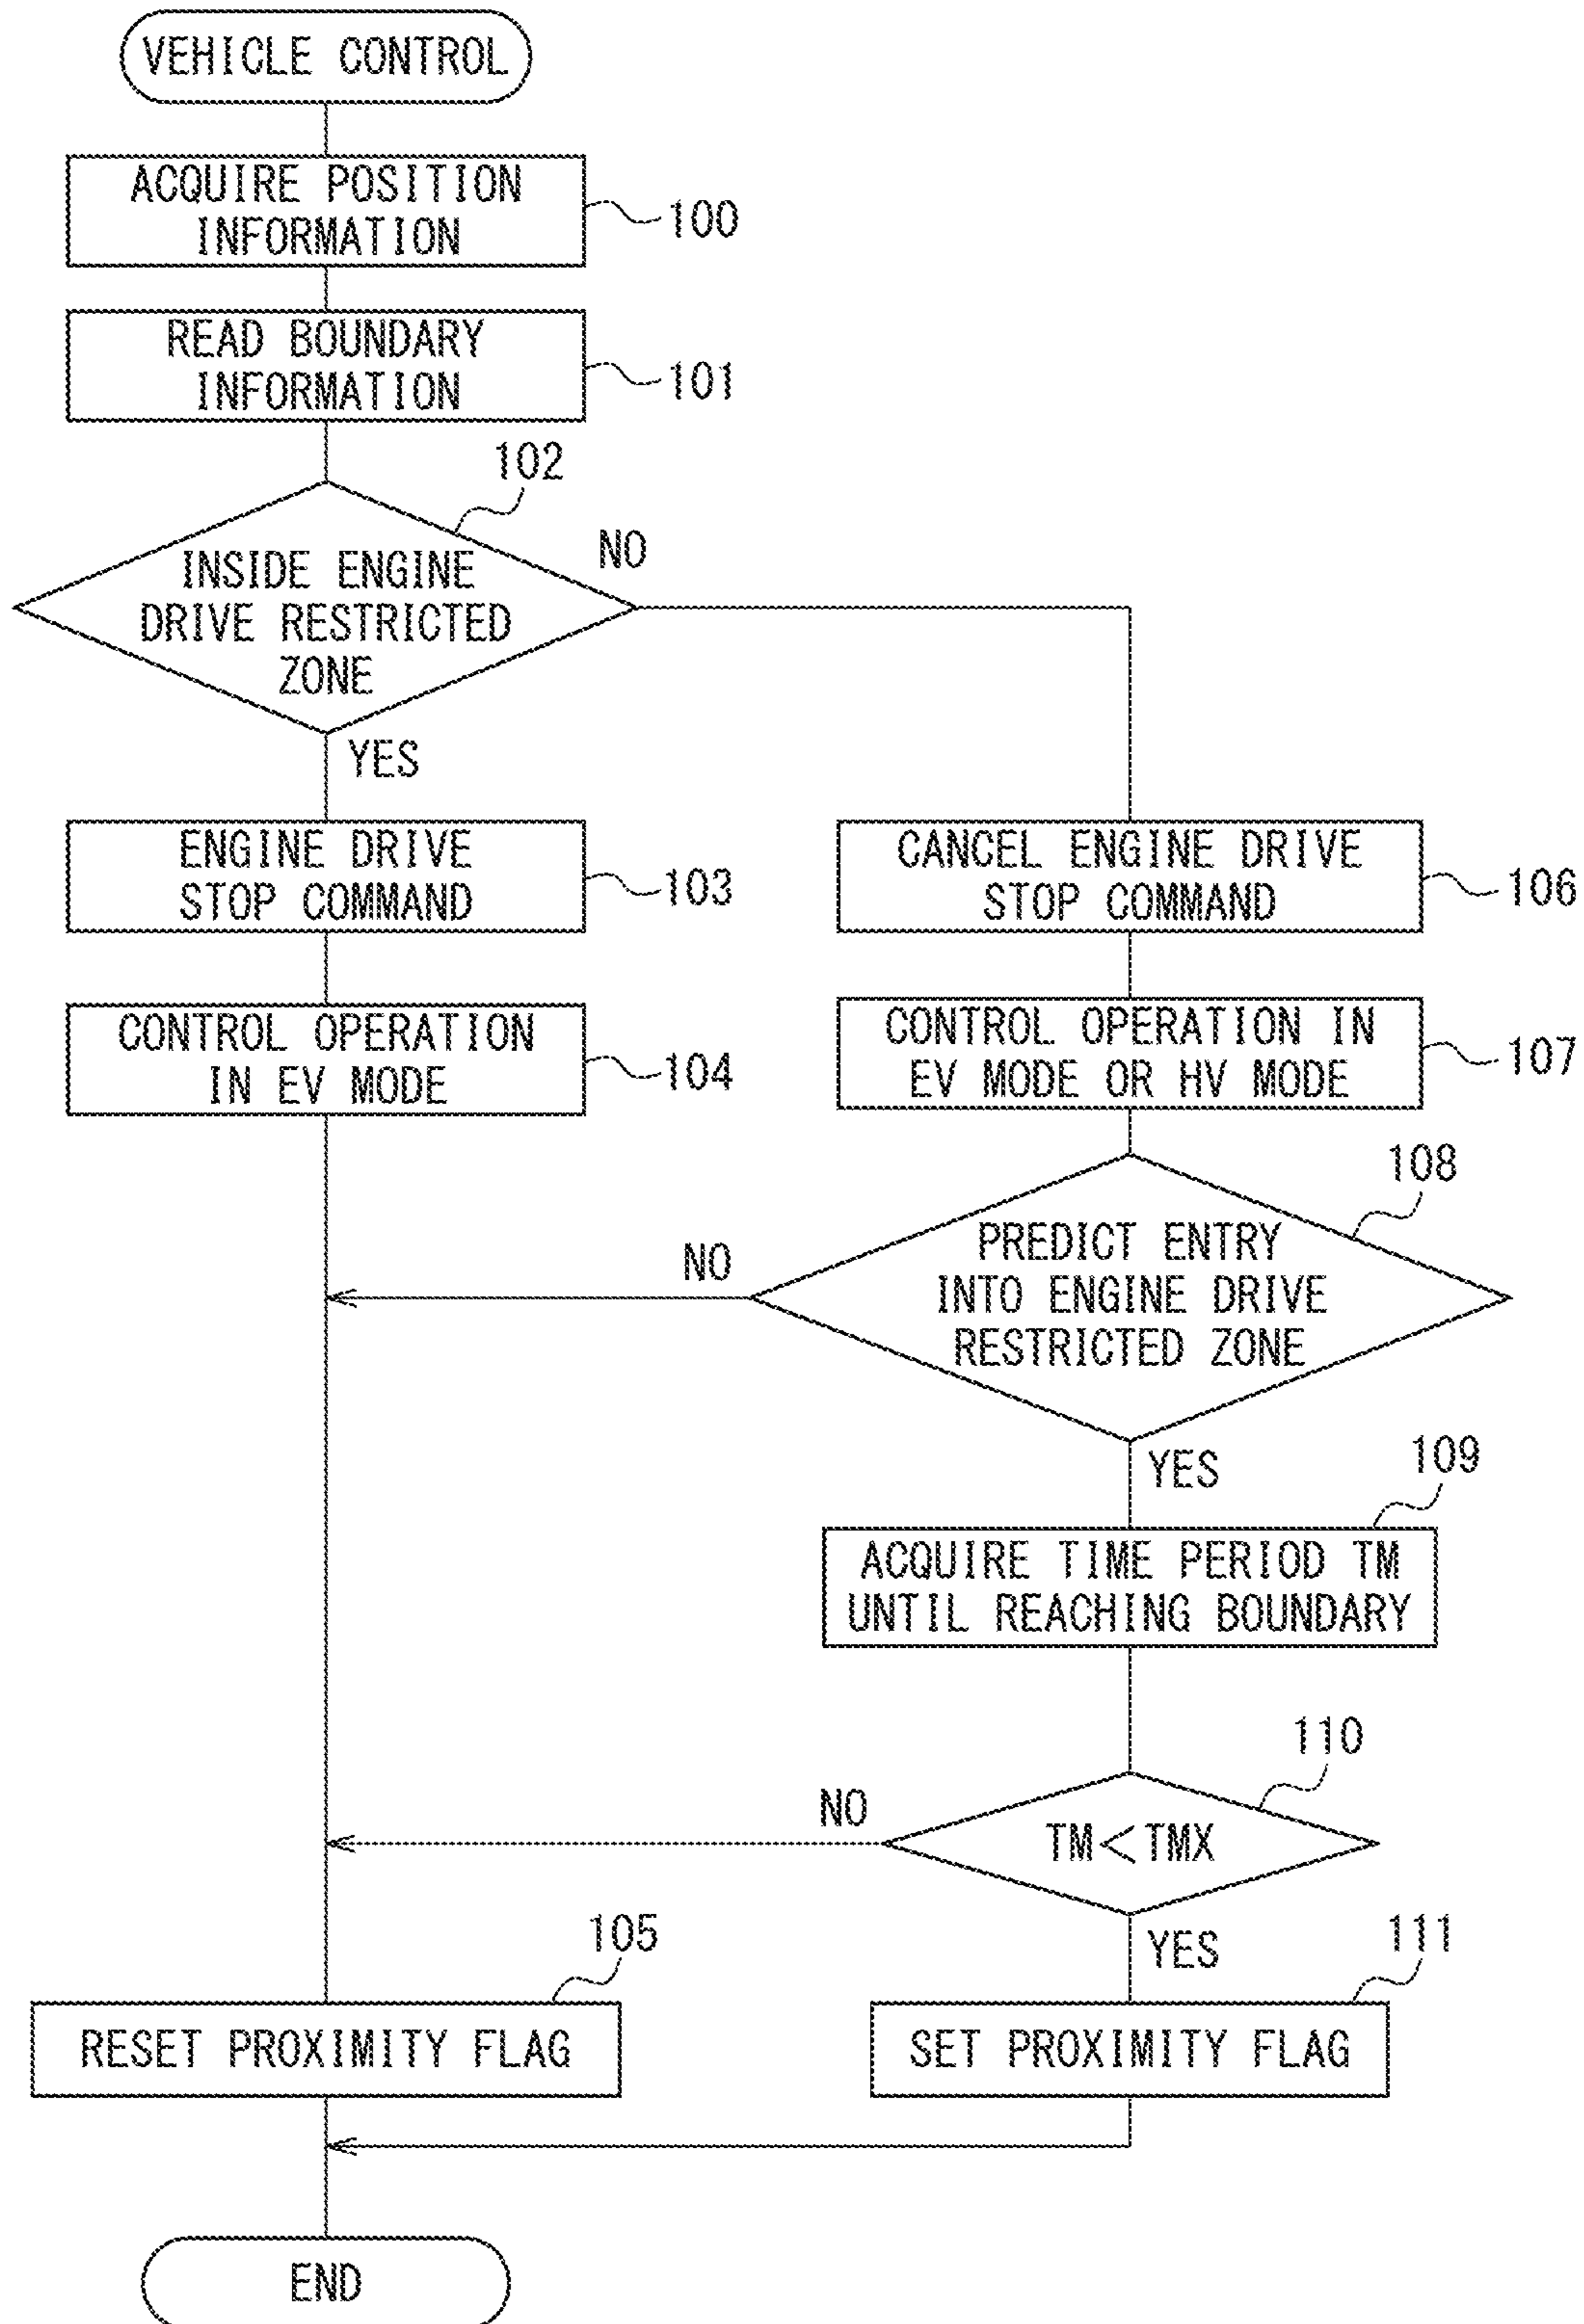 VEHICLE CONTROL
ACQUIRE POSITION
INFORMATION
100
READ BOUNDARY
INFORMATION
101
102
INSIDE ENGINE
DRIVE RESTRICTED
ZONE
NO
YES
ENGINE DRIVE
STOP COMMAND
103
CANCEL ENGINE DRIVE
STOP COMMAND
106
CONTROL OPERATION
IN EV MODE
104
CONTROL OPERATION IN
EV MODE OR HV MODE
107
108
PREDICT ENTRY
INTO ENGINE DRIVE
RESTRICTED ZONE
NO
YES
109
ACQUIRE TIME PERIOD TM
UNTIL REACHING BOUNDARY
110
TM<TMX
NO
YES
105
RESET PROXIMITY FLAG
111
SET PROXIMITY FLAG
END